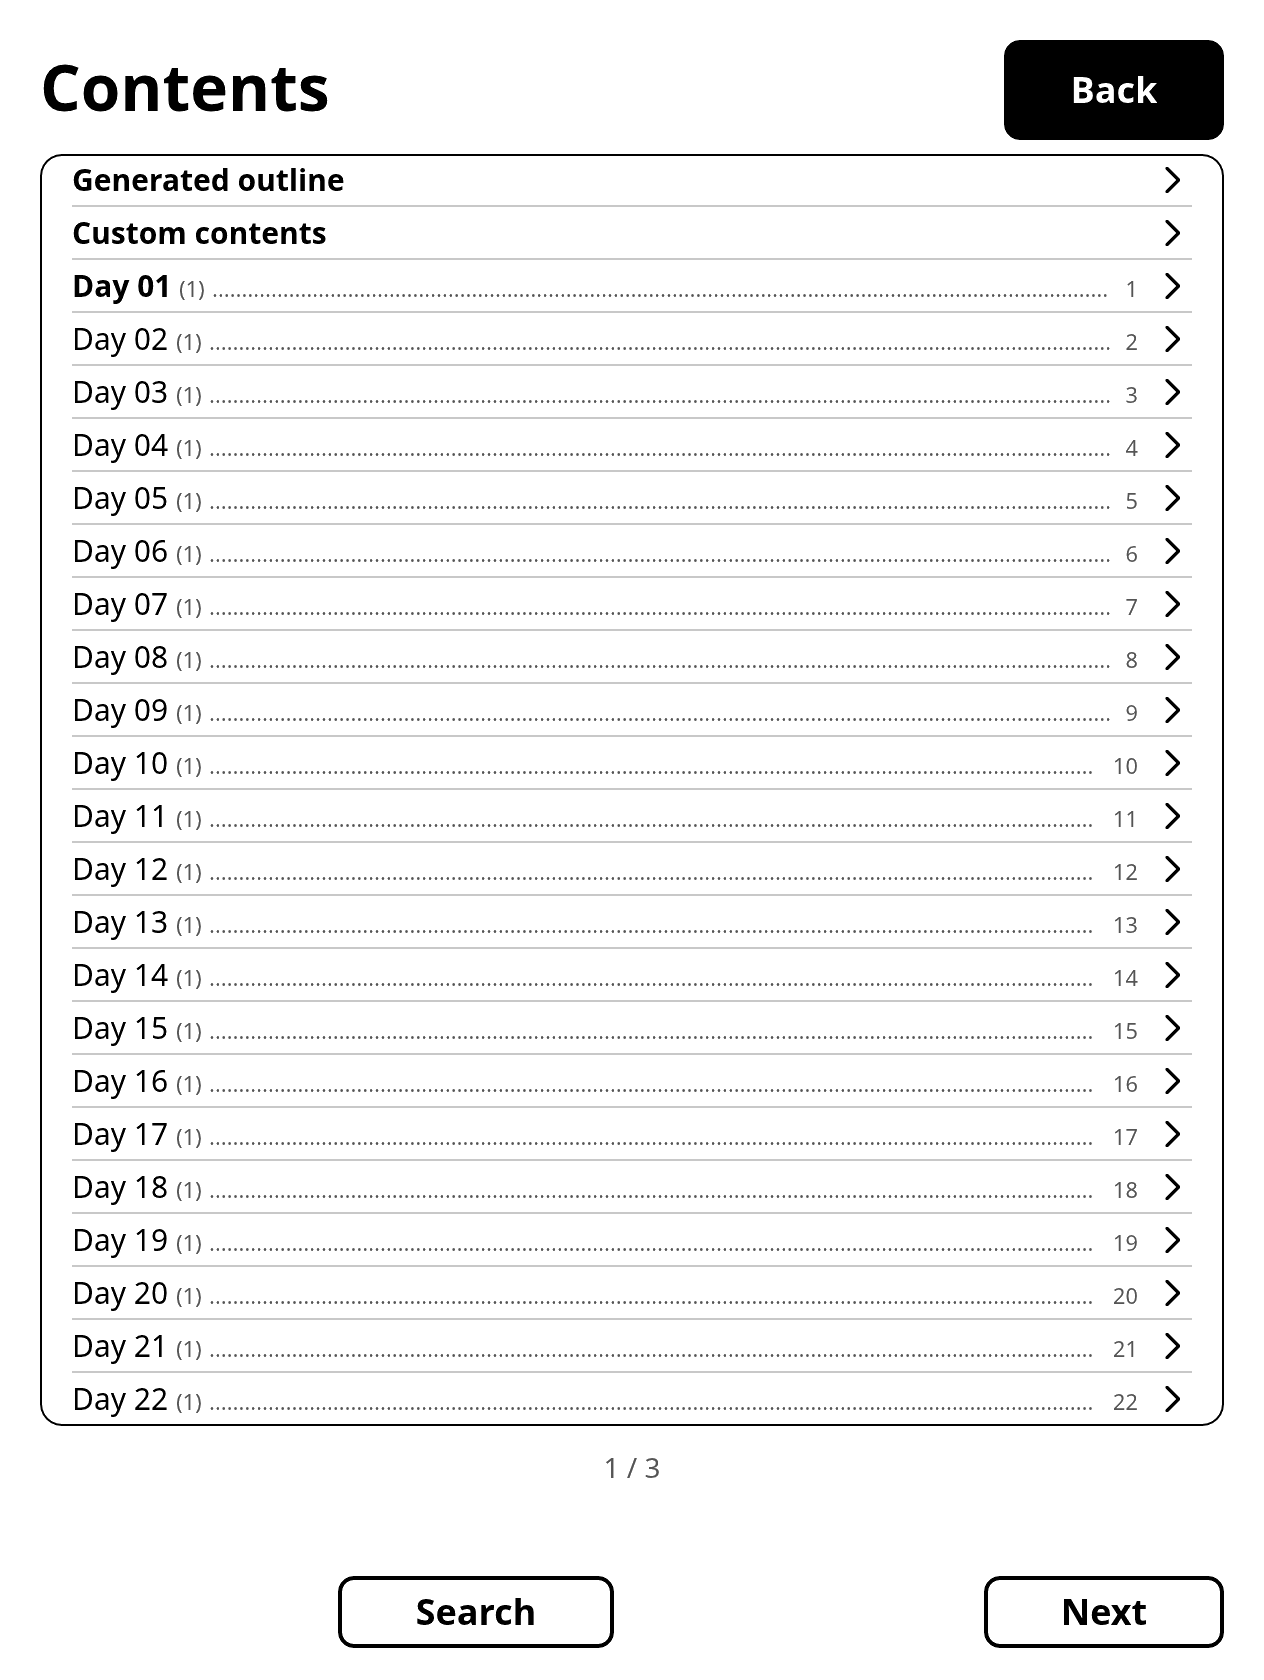 Contents
Back
Generated outline
Custom contents
Day 01 (1) 1
Day 02 (1) 2
Day 03 (1) 3
Day 04 (1) 4
Day 05 (1) 5
Day 06 (1) 6
Day 07 (1) 7
Day 08 (1) 8
Day 09 (1) 9
Day 10 (1) 10
Day 11 (1) 11
Day 12 (1) 12
Day 13 (1) 13
Day 14 (1) 14
Day 15 (1) 15
Day 16 (1) 16
Day 17 (1) 17
Day 18 (1) 18
Day 19 (1) 19
Day 20 (1) 20
Day 21 (1) 21
Day 22 (1) 22
1 / 3
Search
Next